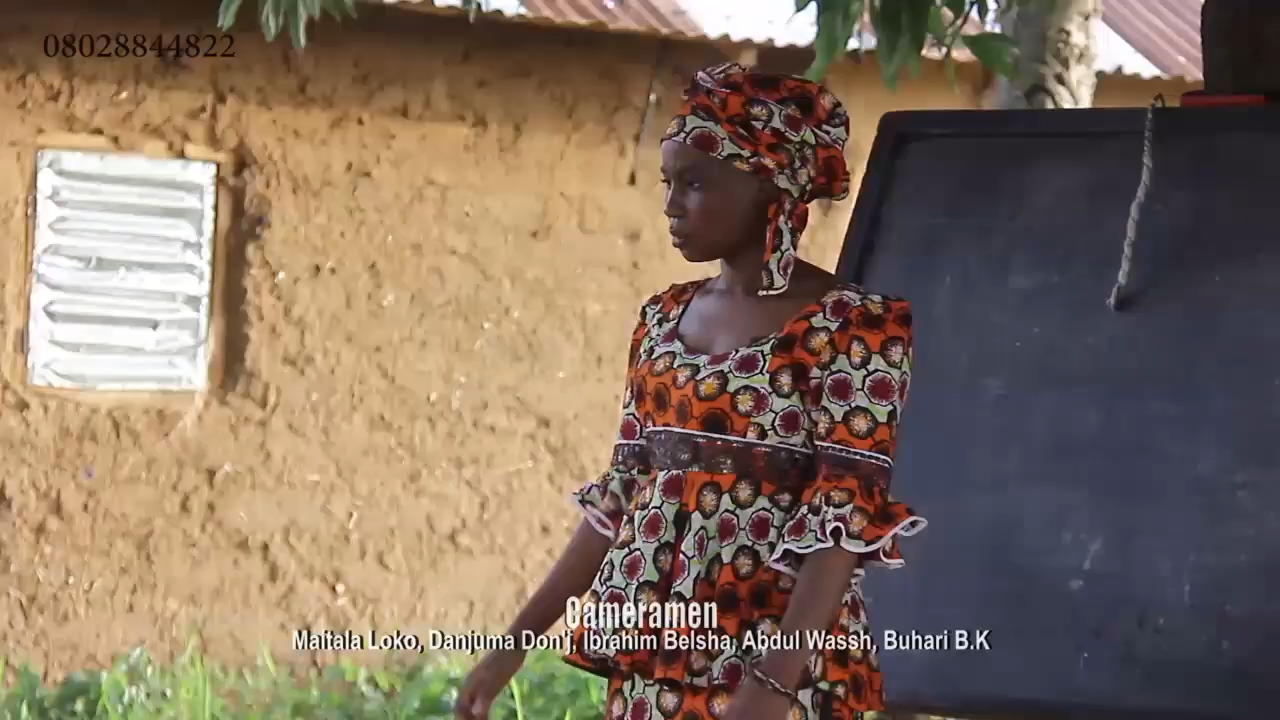 08028844822
Cameramen
Maitala Loko, Danjuma Don j, Ibrahim Belsha, Abdul Wassh, Buhari B.K